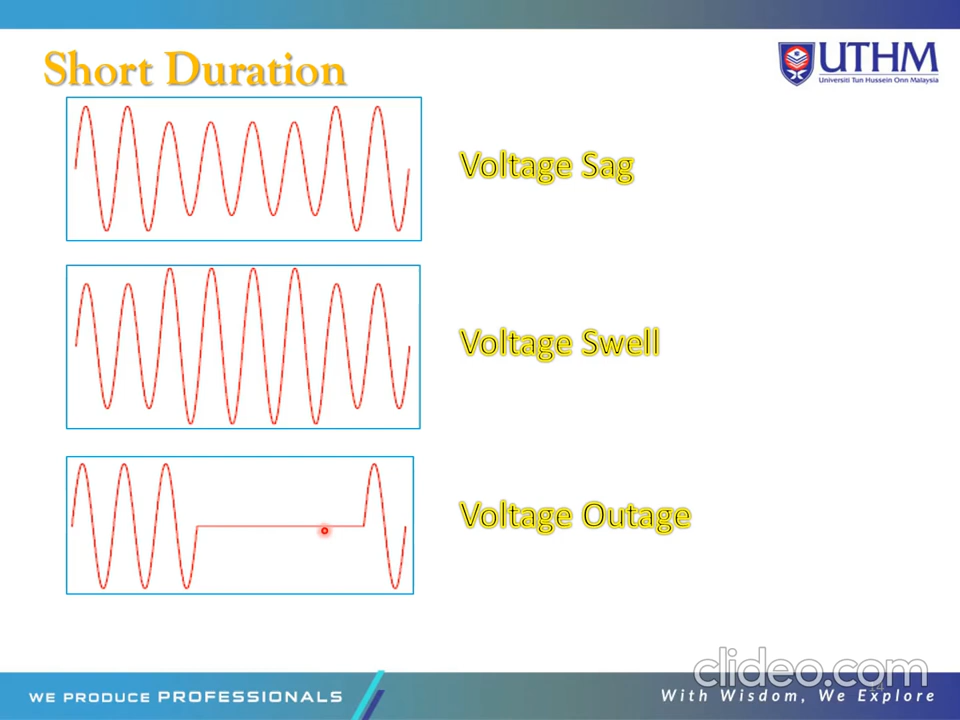 Short Duration
UTHM
Universiti Tun Hussein Onn Malaysia
Voltage Sag
Voltage Swell
Voltage Outage
clideo.com
14
WE PRODUCE PROFESSIONALS
With Wisdom, We Explore